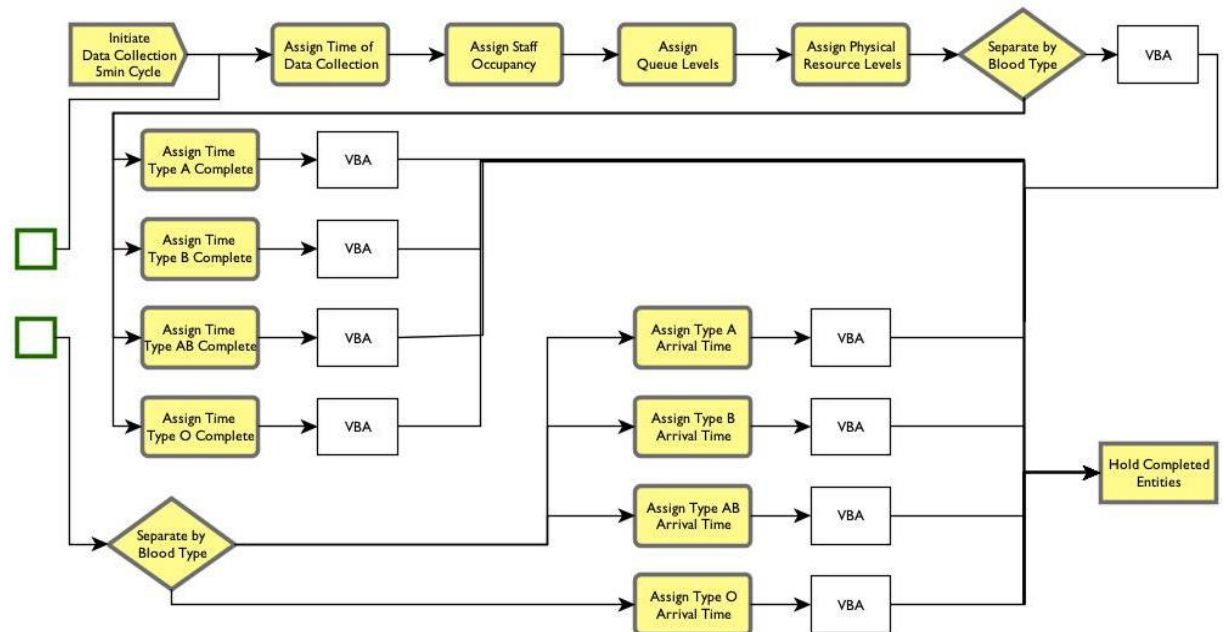 Initiate
Data Collection
5min Cycle
Assign Time of
Data Collection
Assign Staff
Occupancy
Assign
Queue Levels
Assign Physical
Resource Levels
Separate by
Blood Type
VBA
Assign Time
Type A Complete
VBA
Assign Time
Type B Complete
VBA
Assign Time
Type AB Complete
VBA
Assign Type A
Arrival Time
VBA
Assign Time
Type O Complete
VBA
Assign Type B
Arrival Time
VBA
Hold Completed
Entities
Separate by
Blood Type
Assign Type AB
Arrival Time
VBA
Assign Type O
Arrival Time
VBA